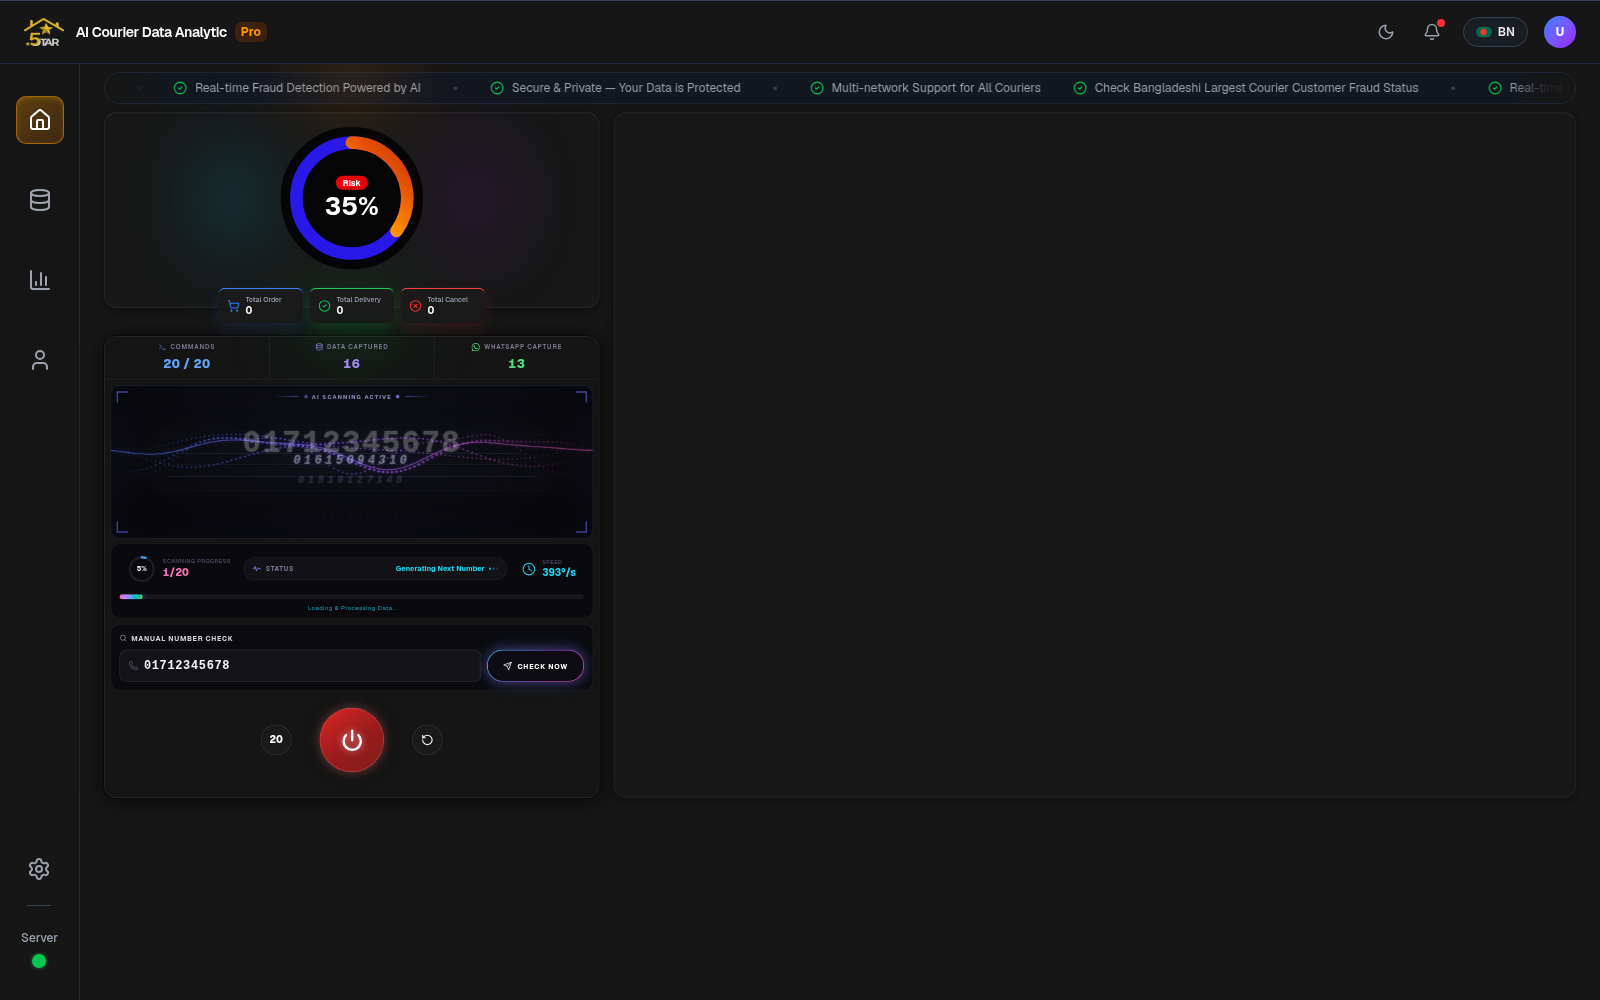 5TAR
AI Courier Data Analytic Pro
BN
U
Real-time Fraud Detection Powered by AI • Secure & Private — Your Data is Protected • Multi-network Support for All Couriers Check Bangladeshi Largest Courier Customer Fraud Status • Real-time
Risk
35%
Total Order
0
Total Delivery
0
Total Cancel
0
COMMANDS
20 / 20
DATA CAPTURED
16
WHATSAPP CAPTURE
13
AI SCANNING ACTIVE
01712345678
01615094310
01519127148
5%
SCANNING PROGRESS
1/20
STATUS
Generating Next Number
SPEED
393°/s
Loading & Processing Data..
MANUAL NUMBER CHECK
01712345678
CHECK NOW
20
Server